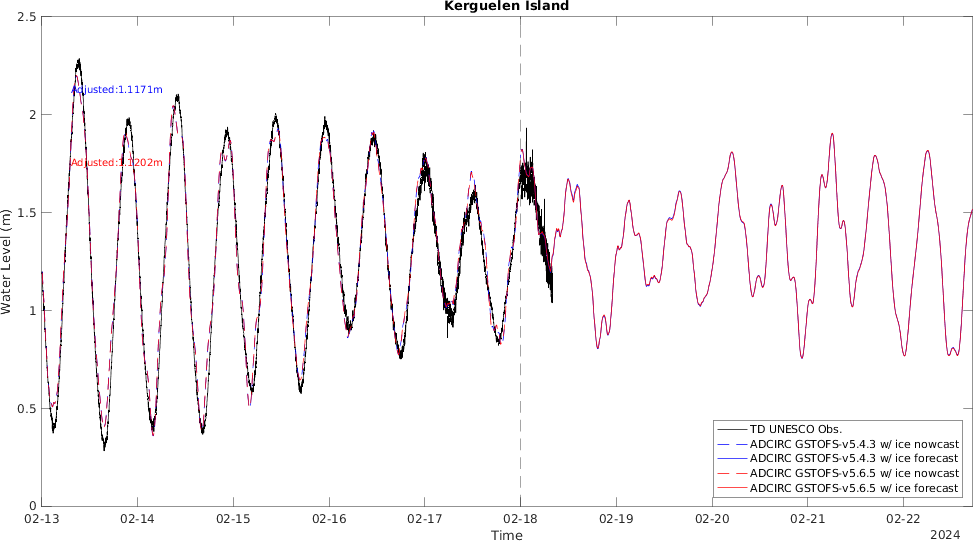 Kerguelen Island
2.5
2
1.5
1
0.5
0
Water Level (m)
Adjusted:1.1171m
Adjusted:1.1202m
TD UNESCO Obs.
ADCIRC GSTOFS-v5.4.3 w/ ice nowcast
ADCIRC GSTOFS-v5.4.3 w/ ice forecast
ADCIRC GSTOFS-v5.6.5 w/ ice nowcast
ADCIRC GSTOFS-v5.6.5 w/ ice forecast
02-13 02-14 02-15 02-16 02-17 02-18 02-19 02-20 02-21 02-22
Time
2024